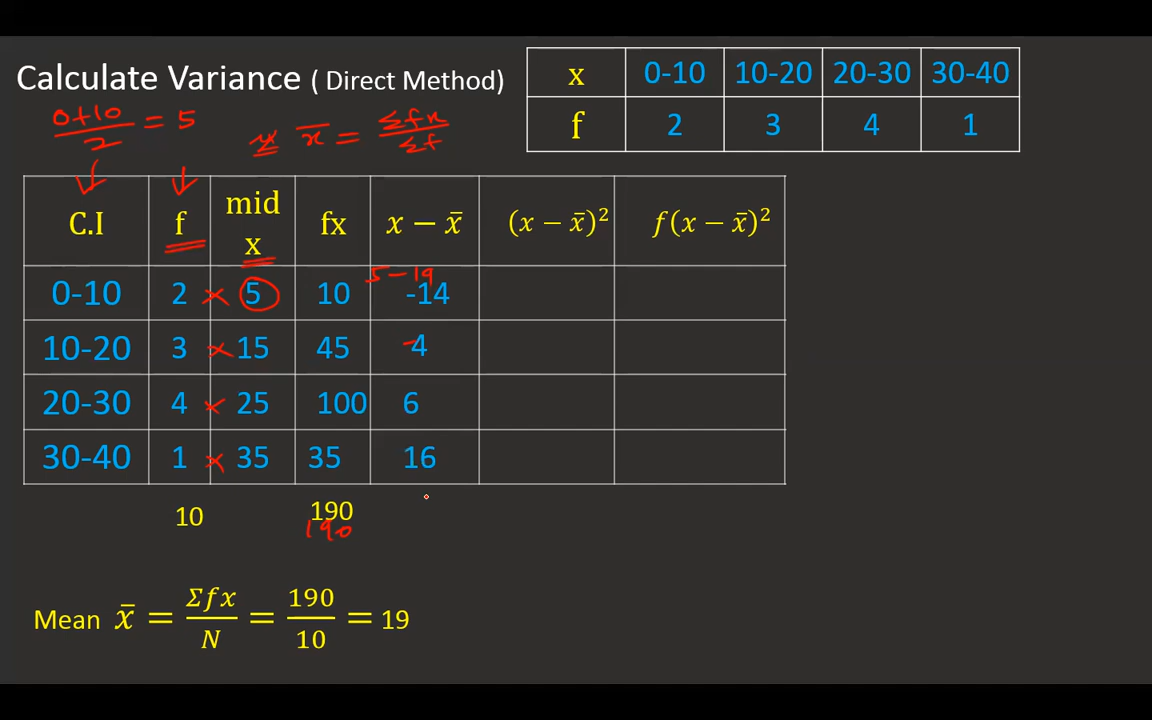 Calculate Variance ( Direct Method)
x 0-10 10-20 20-30 30-40
f 2 3 4 1
0+10/2 = 5
x̄ = Σfx/Σf
C.I f mid x fx x − x̄ (x − x̄)² f(x − x̄)²
5-19
0-10 2 × 5 10 -14
10-20 3 × 15 45 -4
20-30 4 × 25 100 6
30-40 1 × 35 35 16
10 190
190
Mean x̄ = Σfx/N = 190/10 = 19